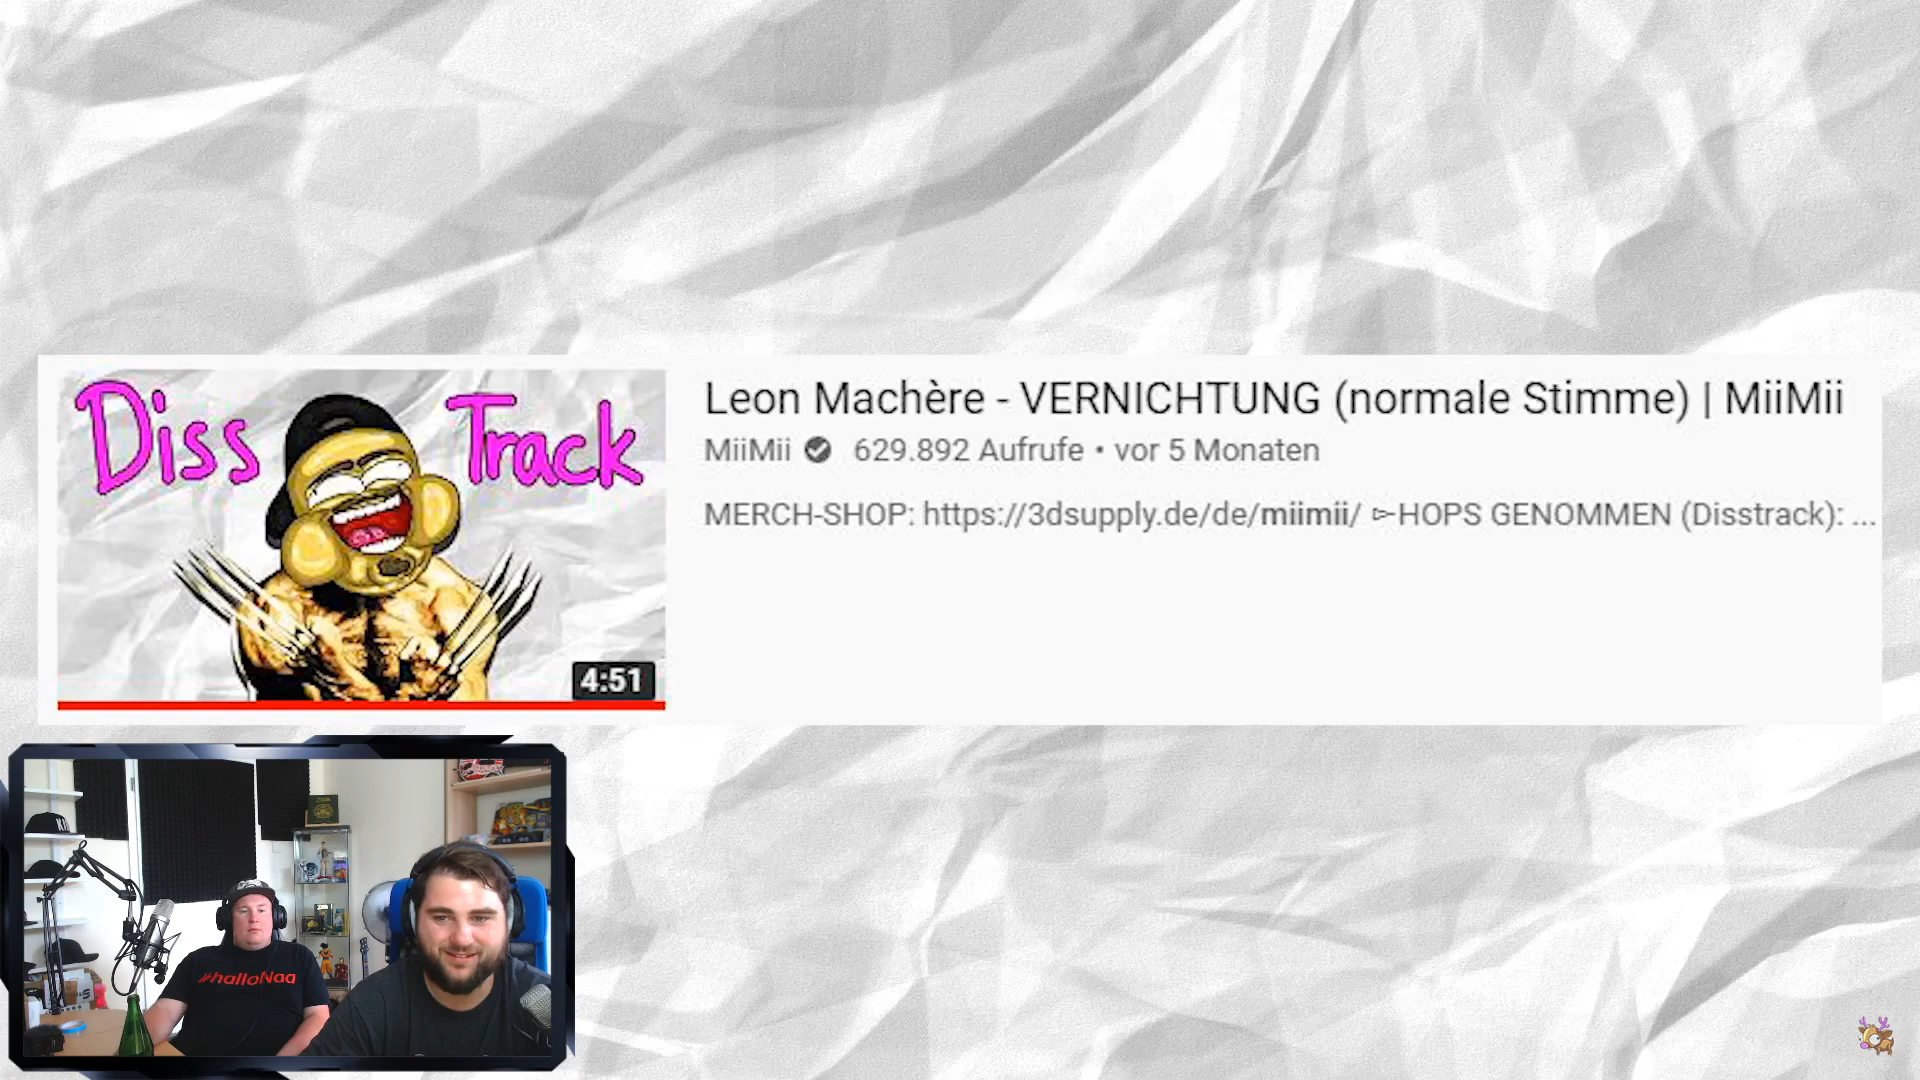 Diss Track
4:51
Leon Machère - VERNICHTUNG (normale Stimme) | MiiMii
MiiMii 629.892 Aufrufe • vor 5 Monaten
MERCH-SHOP: https://3dsupply.de/de/miimii/ ▻HOPS GENOMMEN (Disstrack): ...
#halloNaa